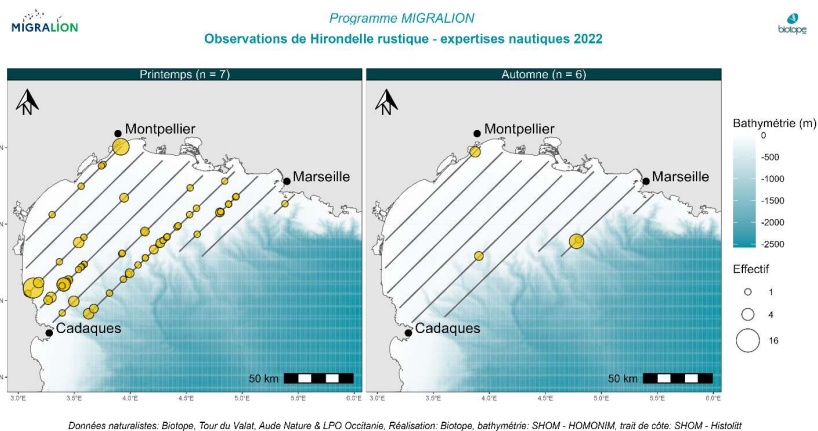 MIGRALION
Programme MIGRALION
Observations de Hirondelle rustique - expertises nautiques 2022
biotope
Printemps (n = 7)
Automne (n = 6)
N
Montpellier
Marseille
Cadaques
50 km
3.0°E 3.5°E 4.0°E 4.5°E 5.0°E 5.5°E 6.0°E
N
Montpellier
Marseille
Cadaques
50 km
3.0°E 3.5°E 4.0°E 4.5°E 5.0°E 5.5°E 6.0°E
Bathymétrie (m)
0
-500
-1000
-1500
-2000
-2500
Effectif
1
4
16
Données naturalistes: Biotope, Tour du Valat, Aude Nature & LPO Occitanie, Réalisation: Biotope, bathymétrie: SHOM - HOMONIM, trait de côte: SHOM - Histolitt